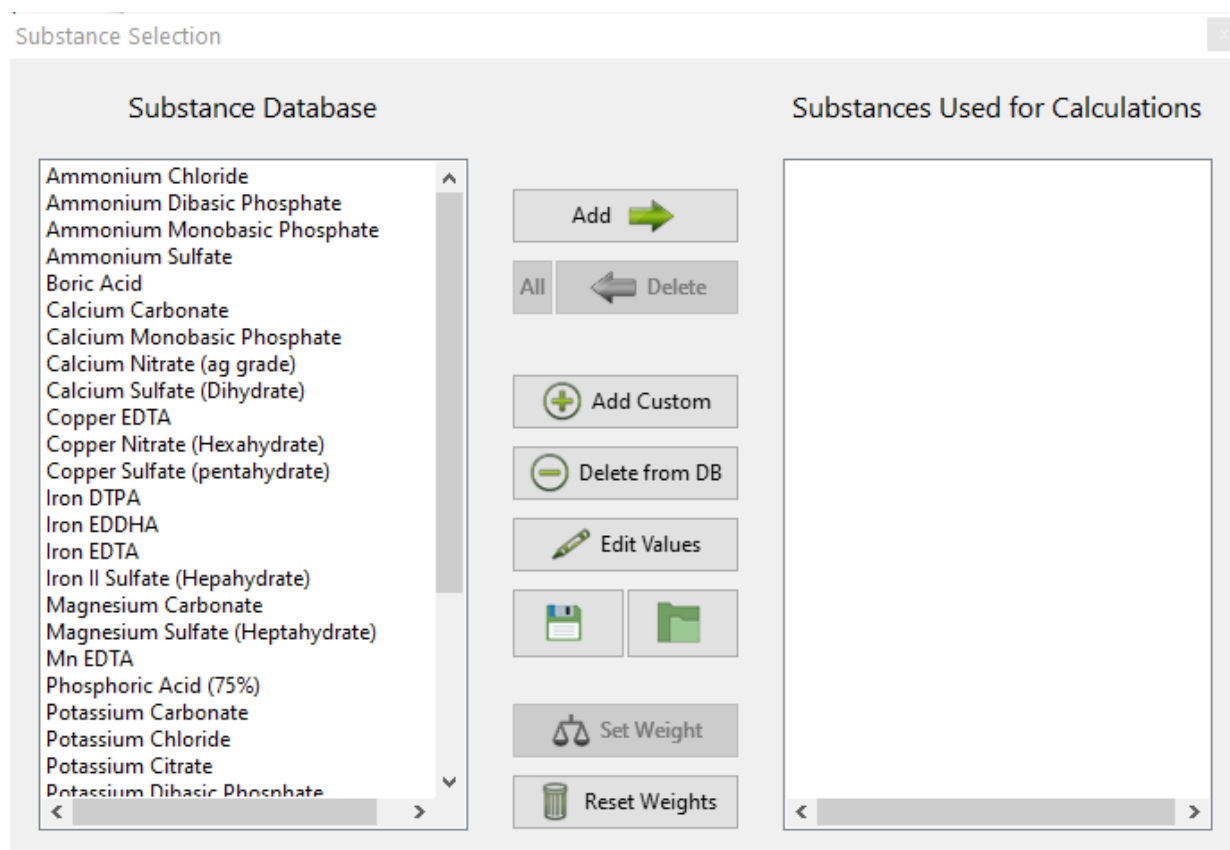 Substance Selection
Substance Database
Substances Used for Calculations
Ammonium Chloride
Ammonium Dibasic Phosphate
Ammonium Monobasic Phosphate
Ammonium Sulfate
Boric Acid
Calcium Carbonate
Calcium Monobasic Phosphate
Calcium Nitrate (ag grade)
Calcium Sulfate (Dihydrate)
Copper EDTA
Copper Nitrate (Hexahydrate)
Copper Sulfate (pentahydrate)
Iron DTPA
Iron EDDHA
Iron EDTA
Iron II Sulfate (Hepahydrate)
Magnesium Carbonate
Magnesium Sulfate (Heptahydrate)
Mn EDTA
Phosphoric Acid (75%)
Potassium Carbonate
Potassium Chloride
Potassium Citrate
Potassium Dibasic Phosphate
Add
All
Delete
Add Custom
Delete from DB
Edit Values
Set Weight
Reset Weights